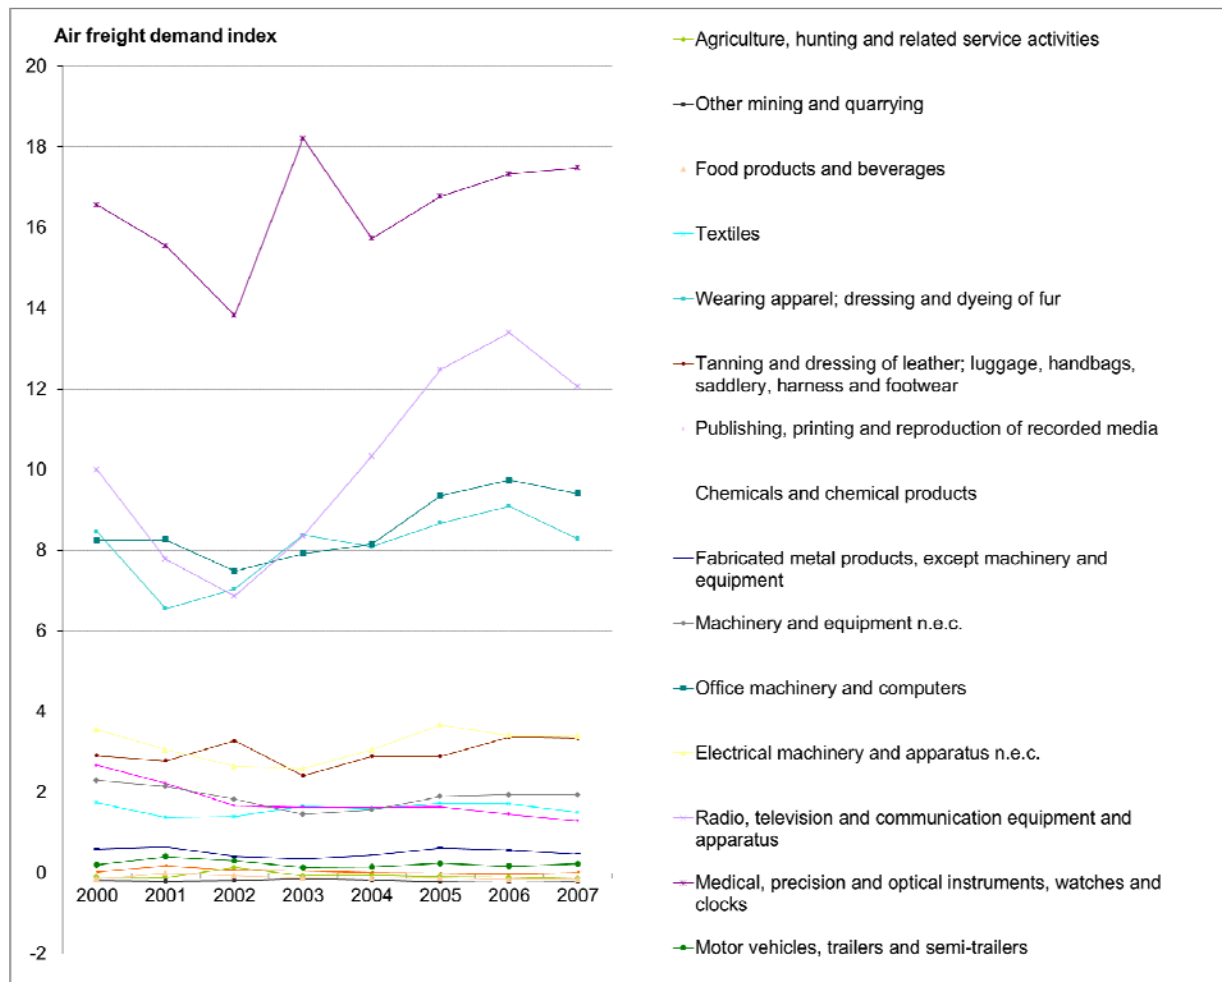 Air freight demand index
20
18
16
14
12
10
8
6
4
2
0
-2
2000 2001 2002 2003 2004 2005 2006 2007
Agriculture, hunting and related service activities
Other mining and quarrying
Food products and beverages
Textiles
Wearing apparel; dressing and dyeing of fur
Tanning and dressing of leather; luggage, handbags,
saddlery, harness and footwear
Publishing, printing and reproduction of recorded media
Chemicals and chemical products
Fabricated metal products, except machinery and
equipment
Machinery and equipment n.e.c.
Office machinery and computers
Electrical machinery and apparatus n.e.c.
Radio, television and communication equipment and
apparatus
Medical, precision and optical instruments, watches and
clocks
Motor vehicles, trailers and semi-trailers